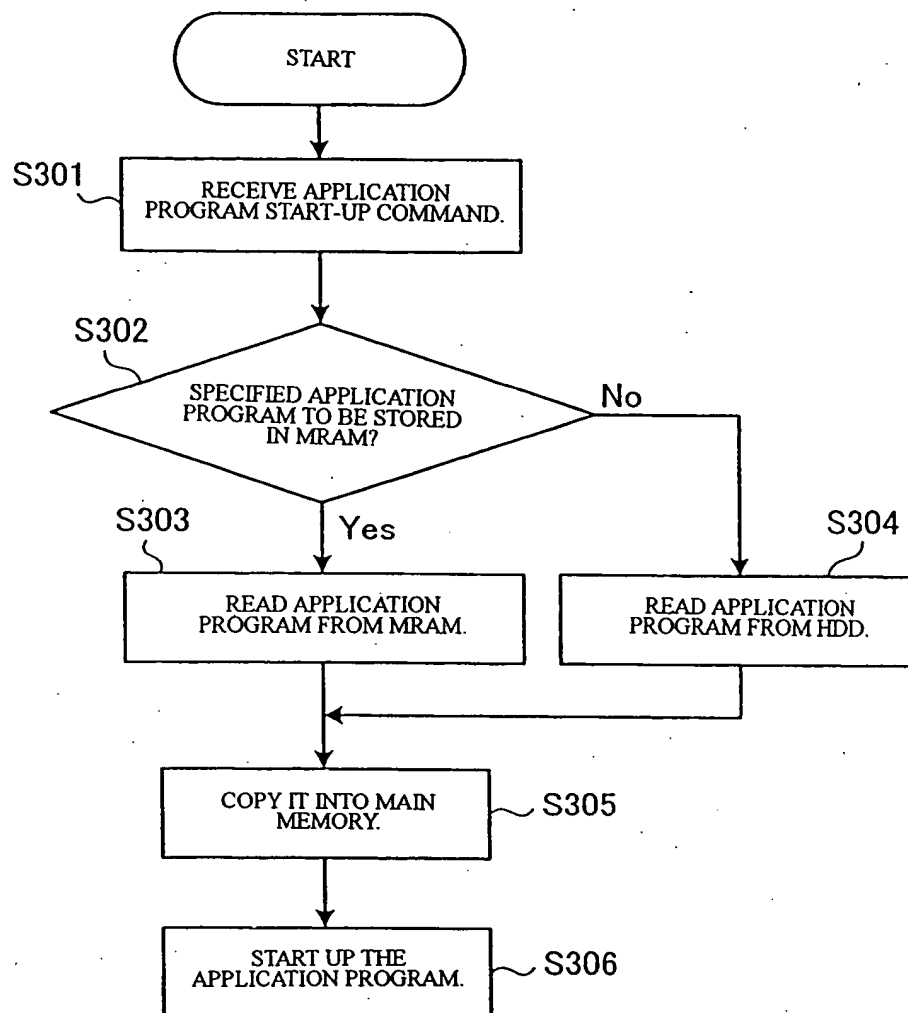 START
S301
RECEIVE APPLICATION
PROGRAM START-UP COMMAND.
S302
SPECIFIED APPLICATION
PROGRAM TO BE STORED
IN MRAM?
No
Yes
S303
READ APPLICATION
PROGRAM FROM MRAM.
S304
READ APPLICATION
PROGRAM FROM HDD.
COPY IT INTO MAIN
MEMORY.
S305
START UP THE
APPLICATION PROGRAM.
S306